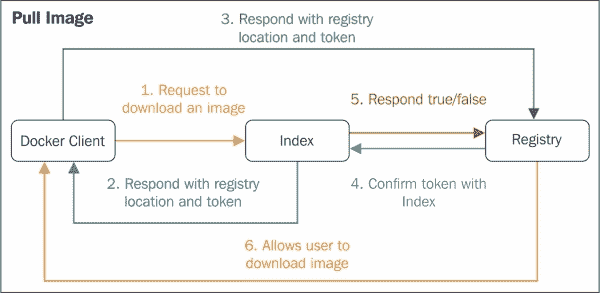 Pull Image
3. Respond with registry
location and token
1. Request to
download an image
5. Respond true/false
Docker Client
Index
Registry
2. Respond with registry
location and token
4. Confirm token with
Index
6. Allows user to
download image